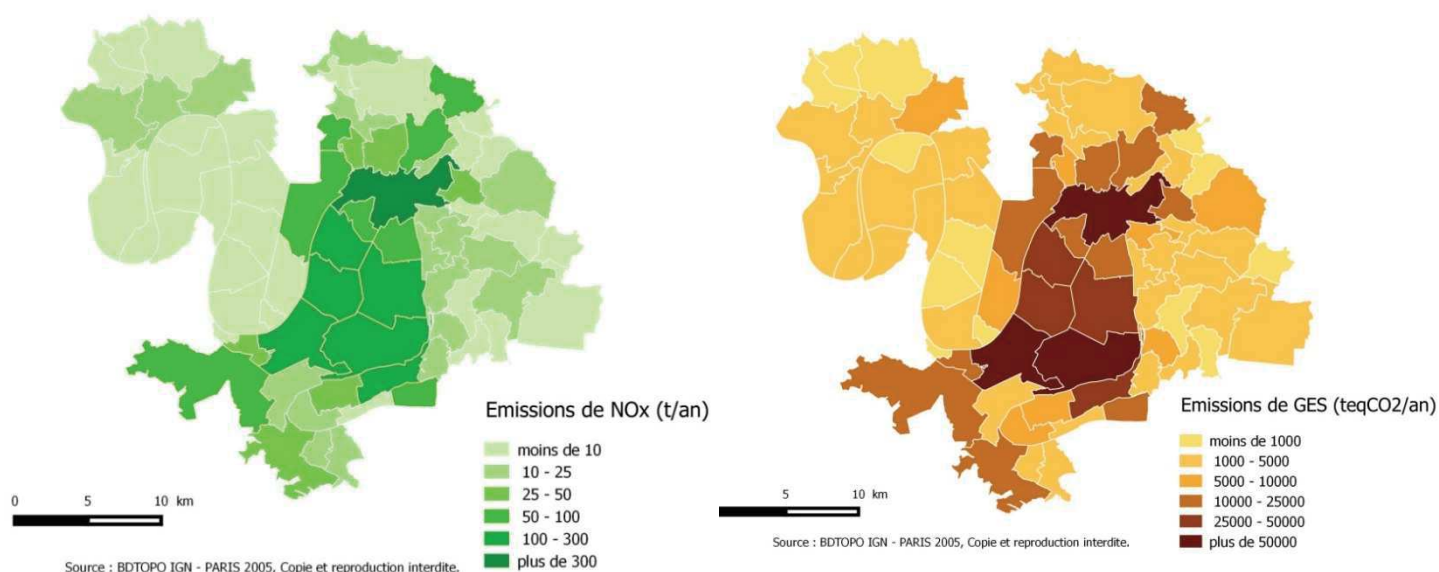 Emissions de NOx (t/an)
moins de 10
10 - 25
25 - 50
50 - 100
100 - 300
plus de 300
0 5 10 km
Source : BDTOPO IGN - PARIS 2005, Copie et reproduction interdite.
Emissions de GES (teqCO2/an)
moins de 1000
1000 - 5000
5000 - 10000
10000 - 25000
25000 - 50000
plus de 50000
5 10 km
Source : BDTOPO IGN - PARIS 2005, Copie et reproduction interdite.